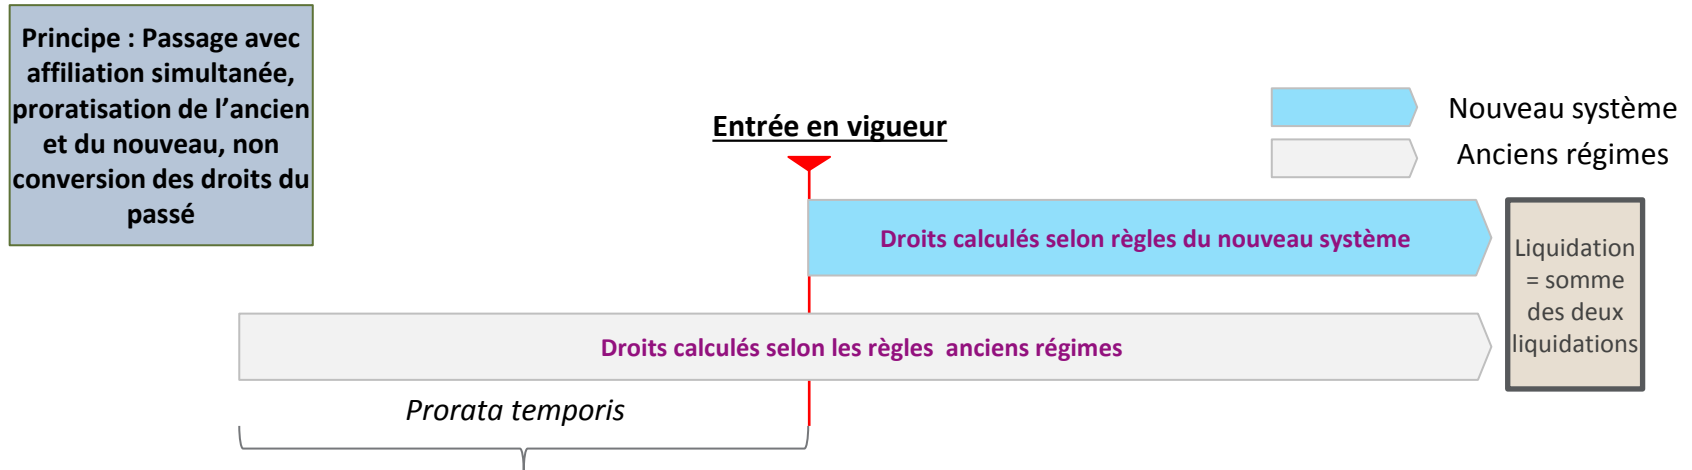 Principe : Passage avec
affiliation simultanée,
proratisation de l’ancien
et du nouveau, non
conversion des droits du
passé
Entrée en vigueur
Nouveau système
Anciens régimes
Droits calculés selon règles du nouveau système
Droits calculés selon les règles  anciens régimes
Liquidation
= somme
des deux
liquidations
Prorata temporis